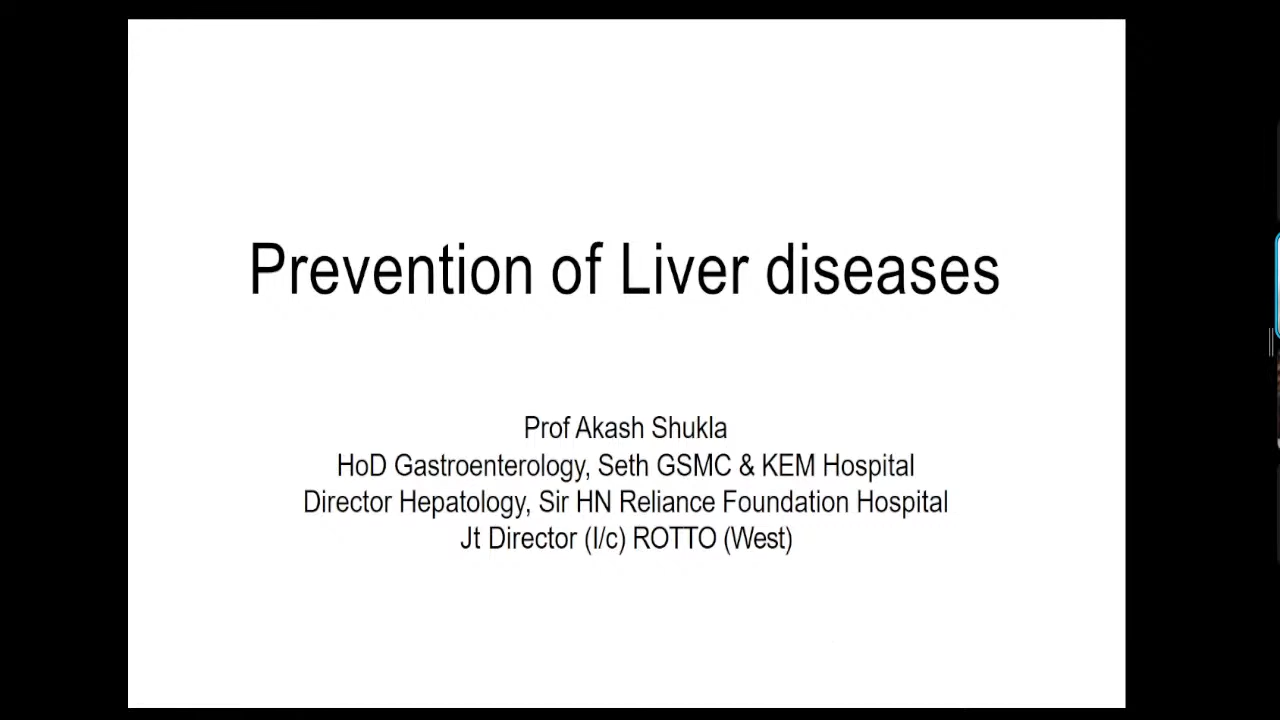 Prevention of Liver diseases
Prof Akash Shukla
HoD Gastroenterology, Seth GSMC & KEM Hospital
Director Hepatology, Sir HN Reliance Foundation Hospital
Jt Director (I/c) ROTTO (West)